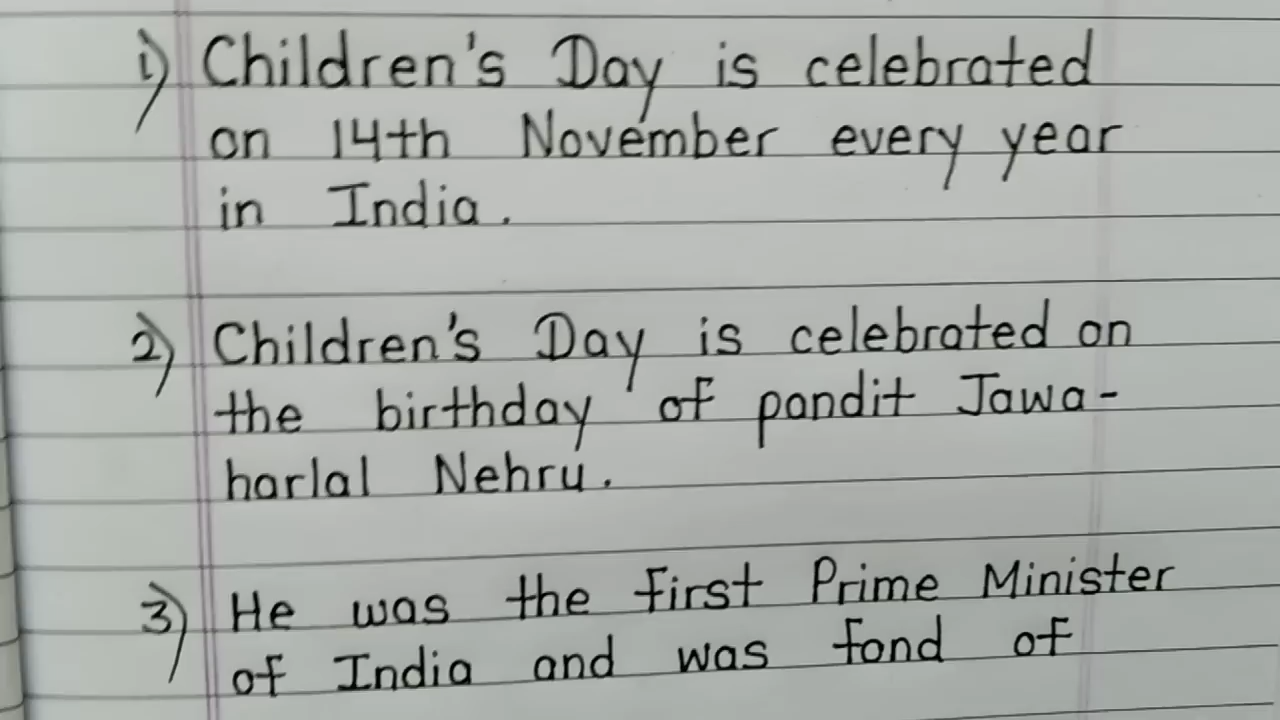 1) Children's Day is celebrated
on 14th November every year
in India.
2) Children's Day is celebrated on
the birthday of pandit Jawa-
harlal Nehru.
3) He was the first Prime Minister
of India and was fond of